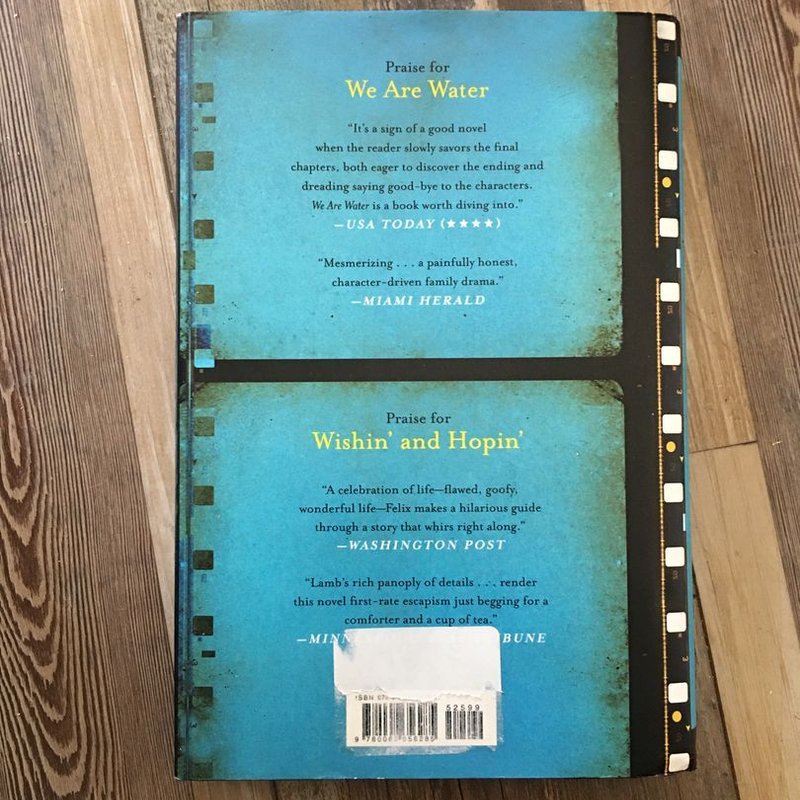 Praise for
We Are Water
“It’s a sign of a good novel
when the reader slowly savors the final
chapters, both eager to discover the ending and
dreading saying good-bye to the characters.
We Are Water is a book worth diving into.”
—USA TODAY (★★★★)
“Mesmerizing . . . a painfully honest,
character-driven family drama.”
—MIAMI HERALD
Praise for
Wishin’ and Hopin’
“A celebration of life—flawed, goofy,
wonderful life—Felix makes a hilarious guide
through a story that whirs right along.”
—WASHINGTON POST
“Lamb’s rich panoply of details . . . render
this novel first-rate escapism just begging for a
comforter and a cup of tea.”
ISBN
52599